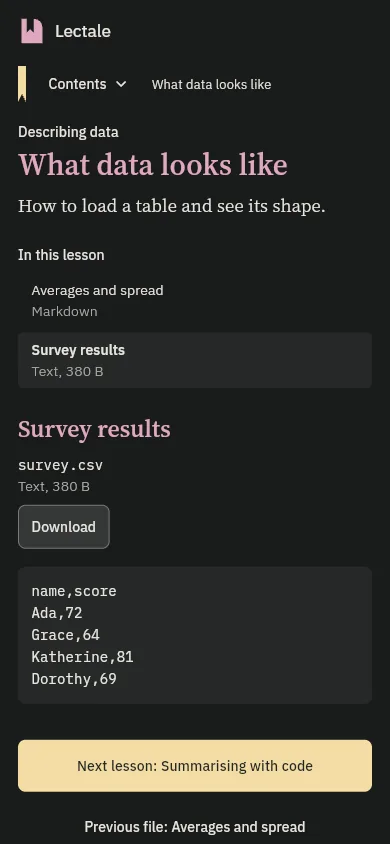 Lectale
Contents
What data looks like
Describing data
What data looks like
How to load a table and see its shape.
In this lesson
Averages and spread
Markdown
Survey results
Text, 380 B
Survey results
survey.csv
Text, 380 B
Download
name,score
Ada,72
Grace,64
Katherine,81
Dorothy,69
Next lesson: Summarising with code
Previous file: Averages and spread